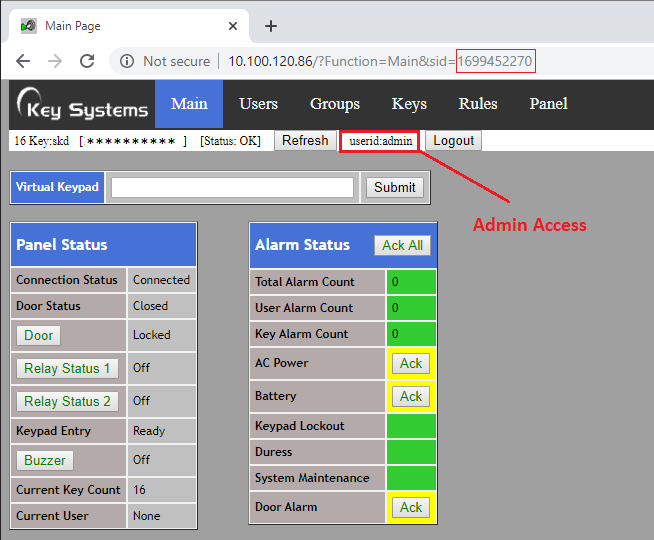 Main Page
Not secure | 10.100.120.86/?Function=Main&sid=1699452270
Key Systems Main Users Groups Keys Rules Panel
16 Key:skd [********** ] [Status: OK] Refresh userid:admin Logout
Virtual Keypad Submit
Admin Access
Panel Status
Connection Status Connected
Door Status Closed
Door Locked
Relay Status 1 Off
Relay Status 2 Off
Keypad Entry Ready
Buzzer Off
Current Key Count 16
Current User None
Alarm Status Ack All
Total Alarm Count 0
User Alarm Count 0
Key Alarm Count 0
AC Power Ack
Battery Ack
Keypad Lockout
Duress
System Maintenance
Door Alarm Ack